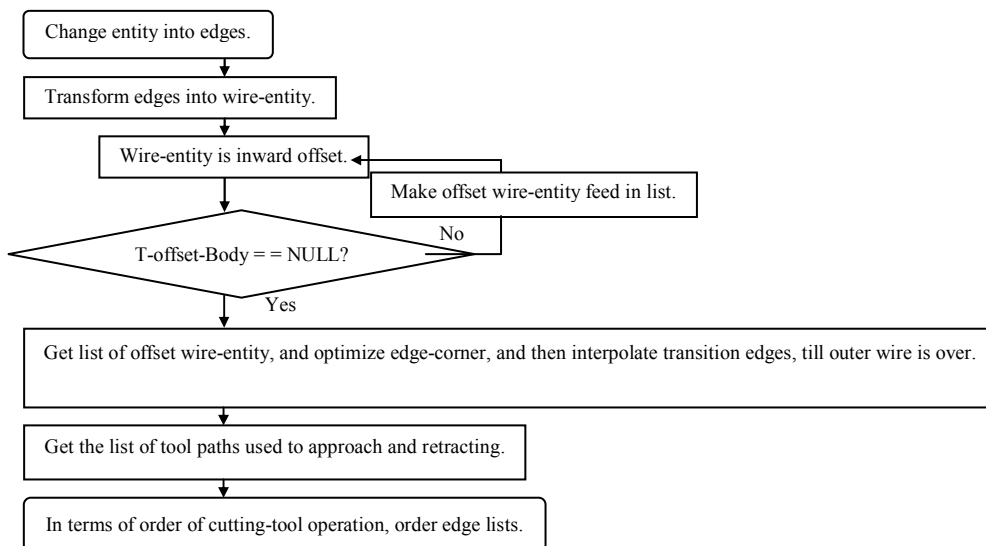 Change entity into edges.
Transform edges into wire-entity.
Wire-entity is inward offset.
Make offset wire-entity feed in list.
No
T-offset-Body = = NULL?
Yes
Get list of offset wire-entity, and optimize edge-corner, and then interpolate transition edges, till outer wire is over.
Get the list of tool paths used to approach and retracting.
In terms of order of cutting-tool operation, order edge lists.